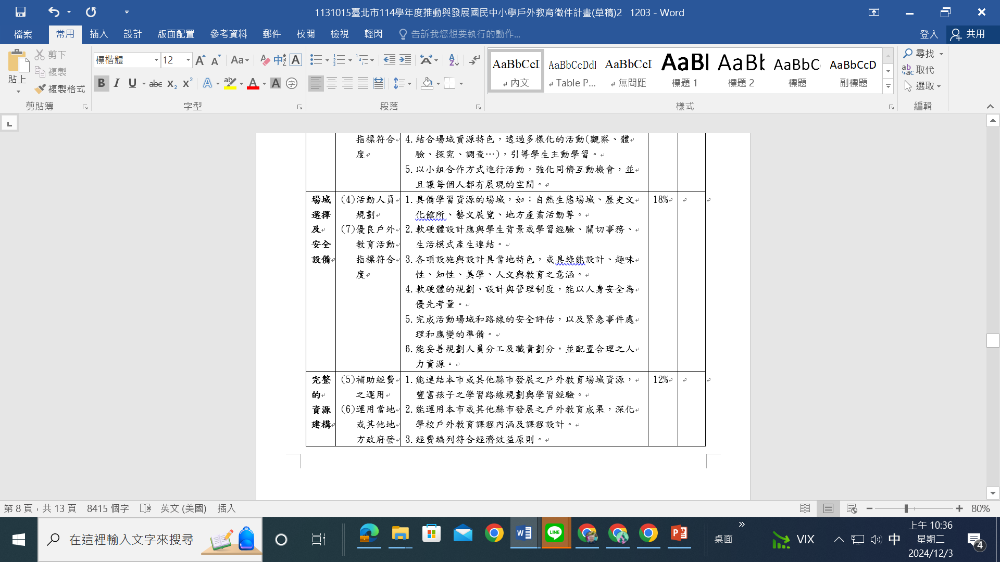 1131015臺北市114學年度推動與發展國民中小學戶外教育徵件計畫(草稿)2   1203 - Word
檔案 常用 插入 設計 版面配置 參考資料 郵件 校閱 檢視 輕閃 告訴我您想要執行的動作... 登入 共用
貼上 剪下 複製 複製格式
標楷體 12
AaBbCcI AaBbCcDdI AaBbCcI AaBl AaBb AaBbC AaBbCcD
內文 Table P... 無間距 標題 1 標題 2 標題 副標題
尋找
取代
選取
剪貼簿 字型 段落 樣式 編輯
指標符合度
4.結合場域資源特色，透過多樣化的活動(觀察、體
驗、探究、調查…)，引導學生主動學習。
5.以小組合作方式進行活動，強化同儕互動機會，並
且讓每個人都有展現的空間。
場域
選擇
及
安全
設備
(4)活動人員
規劃
(7)優良戶外
教育活動
指標符合
度
1.具備學習資源的場域，如：自然生態場域、歷史文
化館所、藝文展覽、地方產業活動等。
2.軟硬體設計應與學生背景或學習經驗、關切事務、
生活模式產生連結。
3.各項設施與設計具當地特色，或具綠能設計、趣味
性、知性、美學、人文與教育之意涵。
4.軟硬體的規劃、設計與管理制度，能以人身安全為
優先考量。
5.完成活動場域和路線的安全評估，以及緊急事件處
理和應變的準備。
6.能妥善規劃人員分工及職責劃分，並配置合理之人
力資源。
18%
完整
的
資源
建構
(5)補助經費
之運用
(6)運用當地
或其他地
方政府發
1.能連結本市或其他縣市發展之戶外教育場域資源，
豐富孩子之學習路線規劃與學習經驗。
2.能運用本市或其他縣市發展之戶外教育成果，深化
學校戶外教育課程內涵及課程設計。
3.經費編列符合經濟效益原則。
12%
第 8 頁，共 13 頁 8415 個字 英文 (美國) 插入 80%
在這裡輸入文字來搜尋
LINE
桌面
VIX
中
上午 10:36
星期二
2024/12/3
4